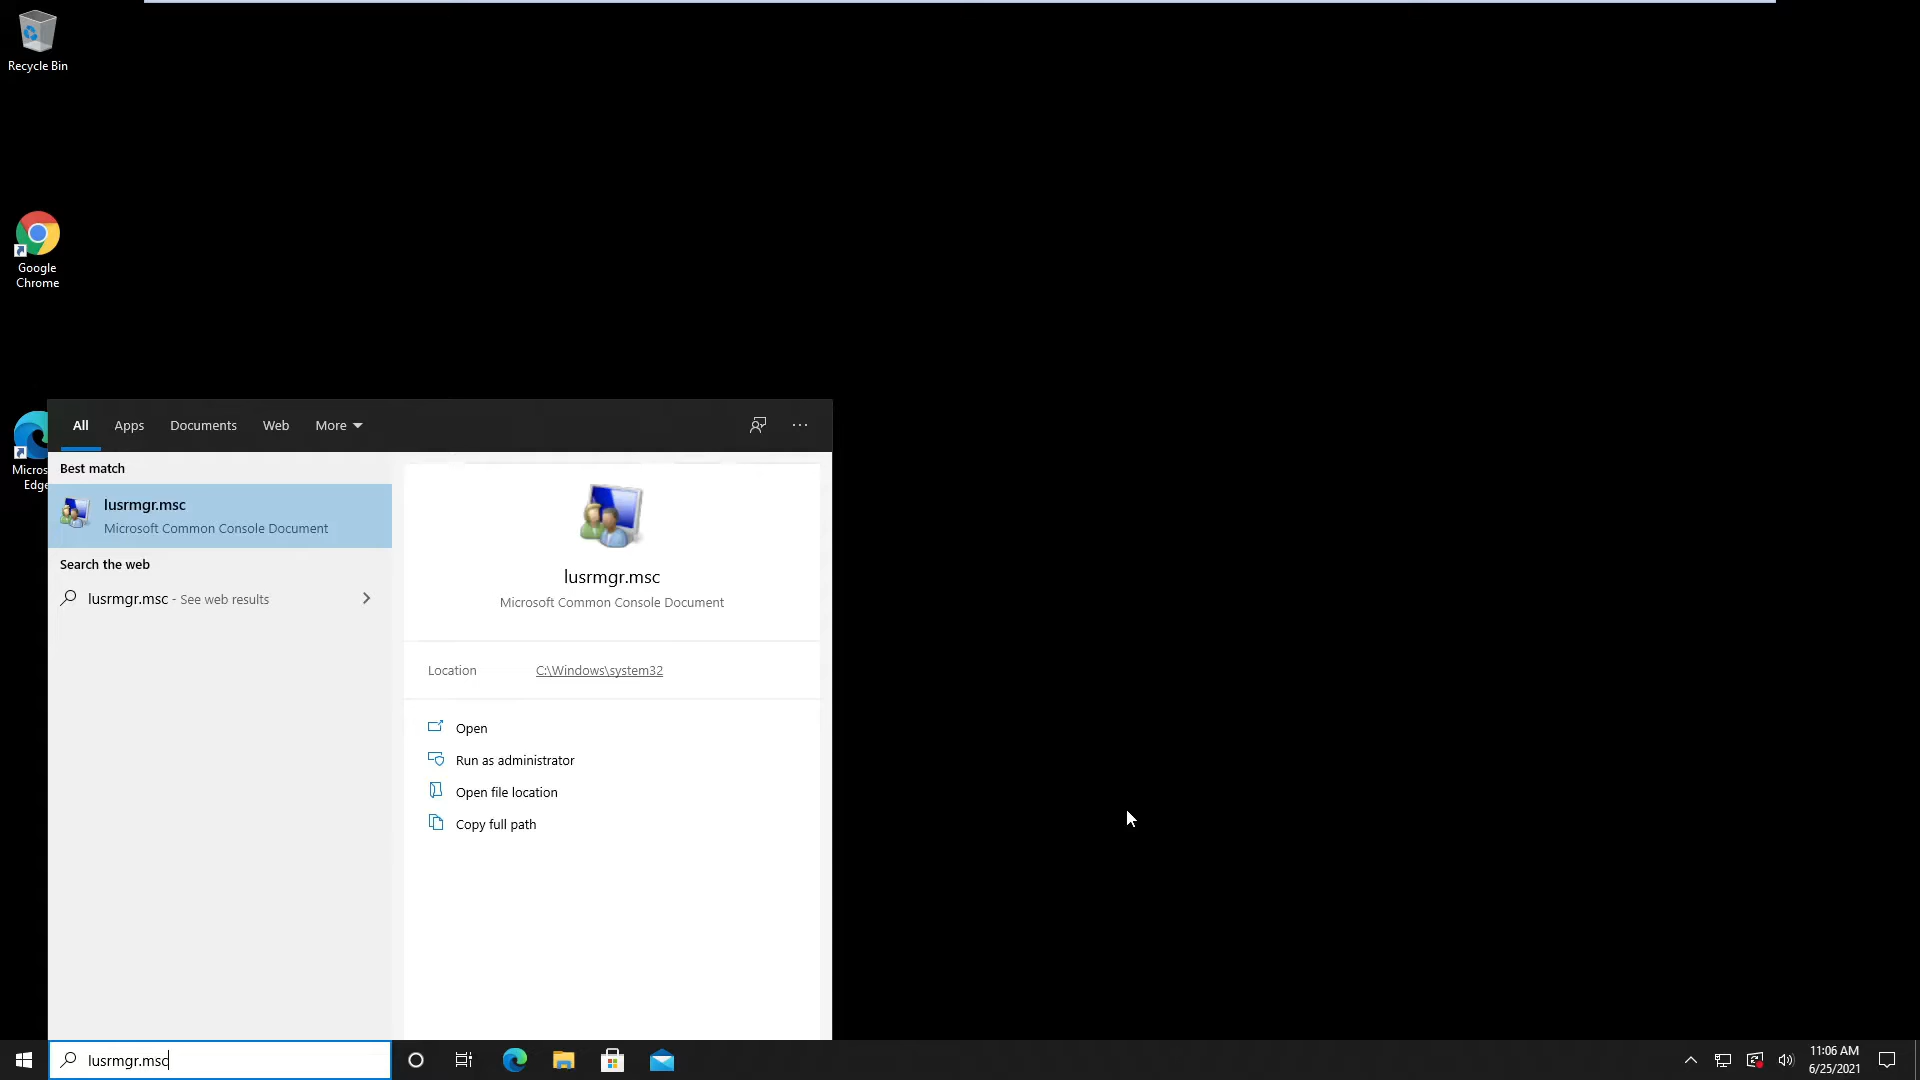 Recycle Bin
Google
Chrome
Micros
Edge
All
Apps
Documents
Web
More
Best match
lusrmgr.msc
Microsoft Common Console Document
Search the web
lusrmgr.msc - See web results
lusrmgr.msc
Microsoft Common Console Document
Location
C:\Windows\system32
Open
Run as administrator
Open file location
Copy full path
lusrmgr.msc
11:06 AM
6/25/2021